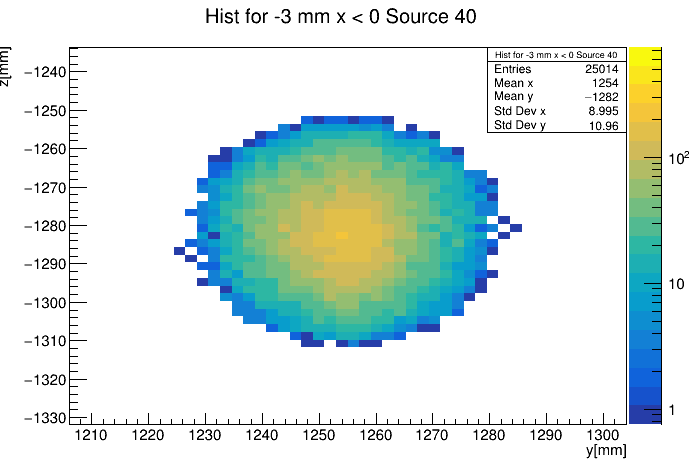 Hist for -3 mm x < 0 Source 40
z[mm]
Hist for -3 mm x < 0 Source 40
Entries 25014
Mean x 1254
Mean y −1282
Std Dev x 8.995
Std Dev y 10.96
−1240
−1250
−1260
−1270
−1280
−1290
−1300
−1310
−1320
−1330
1210 1220 1230 1240 1250 1260 1270 1280 1290 1300
y[mm]
10²
10
1